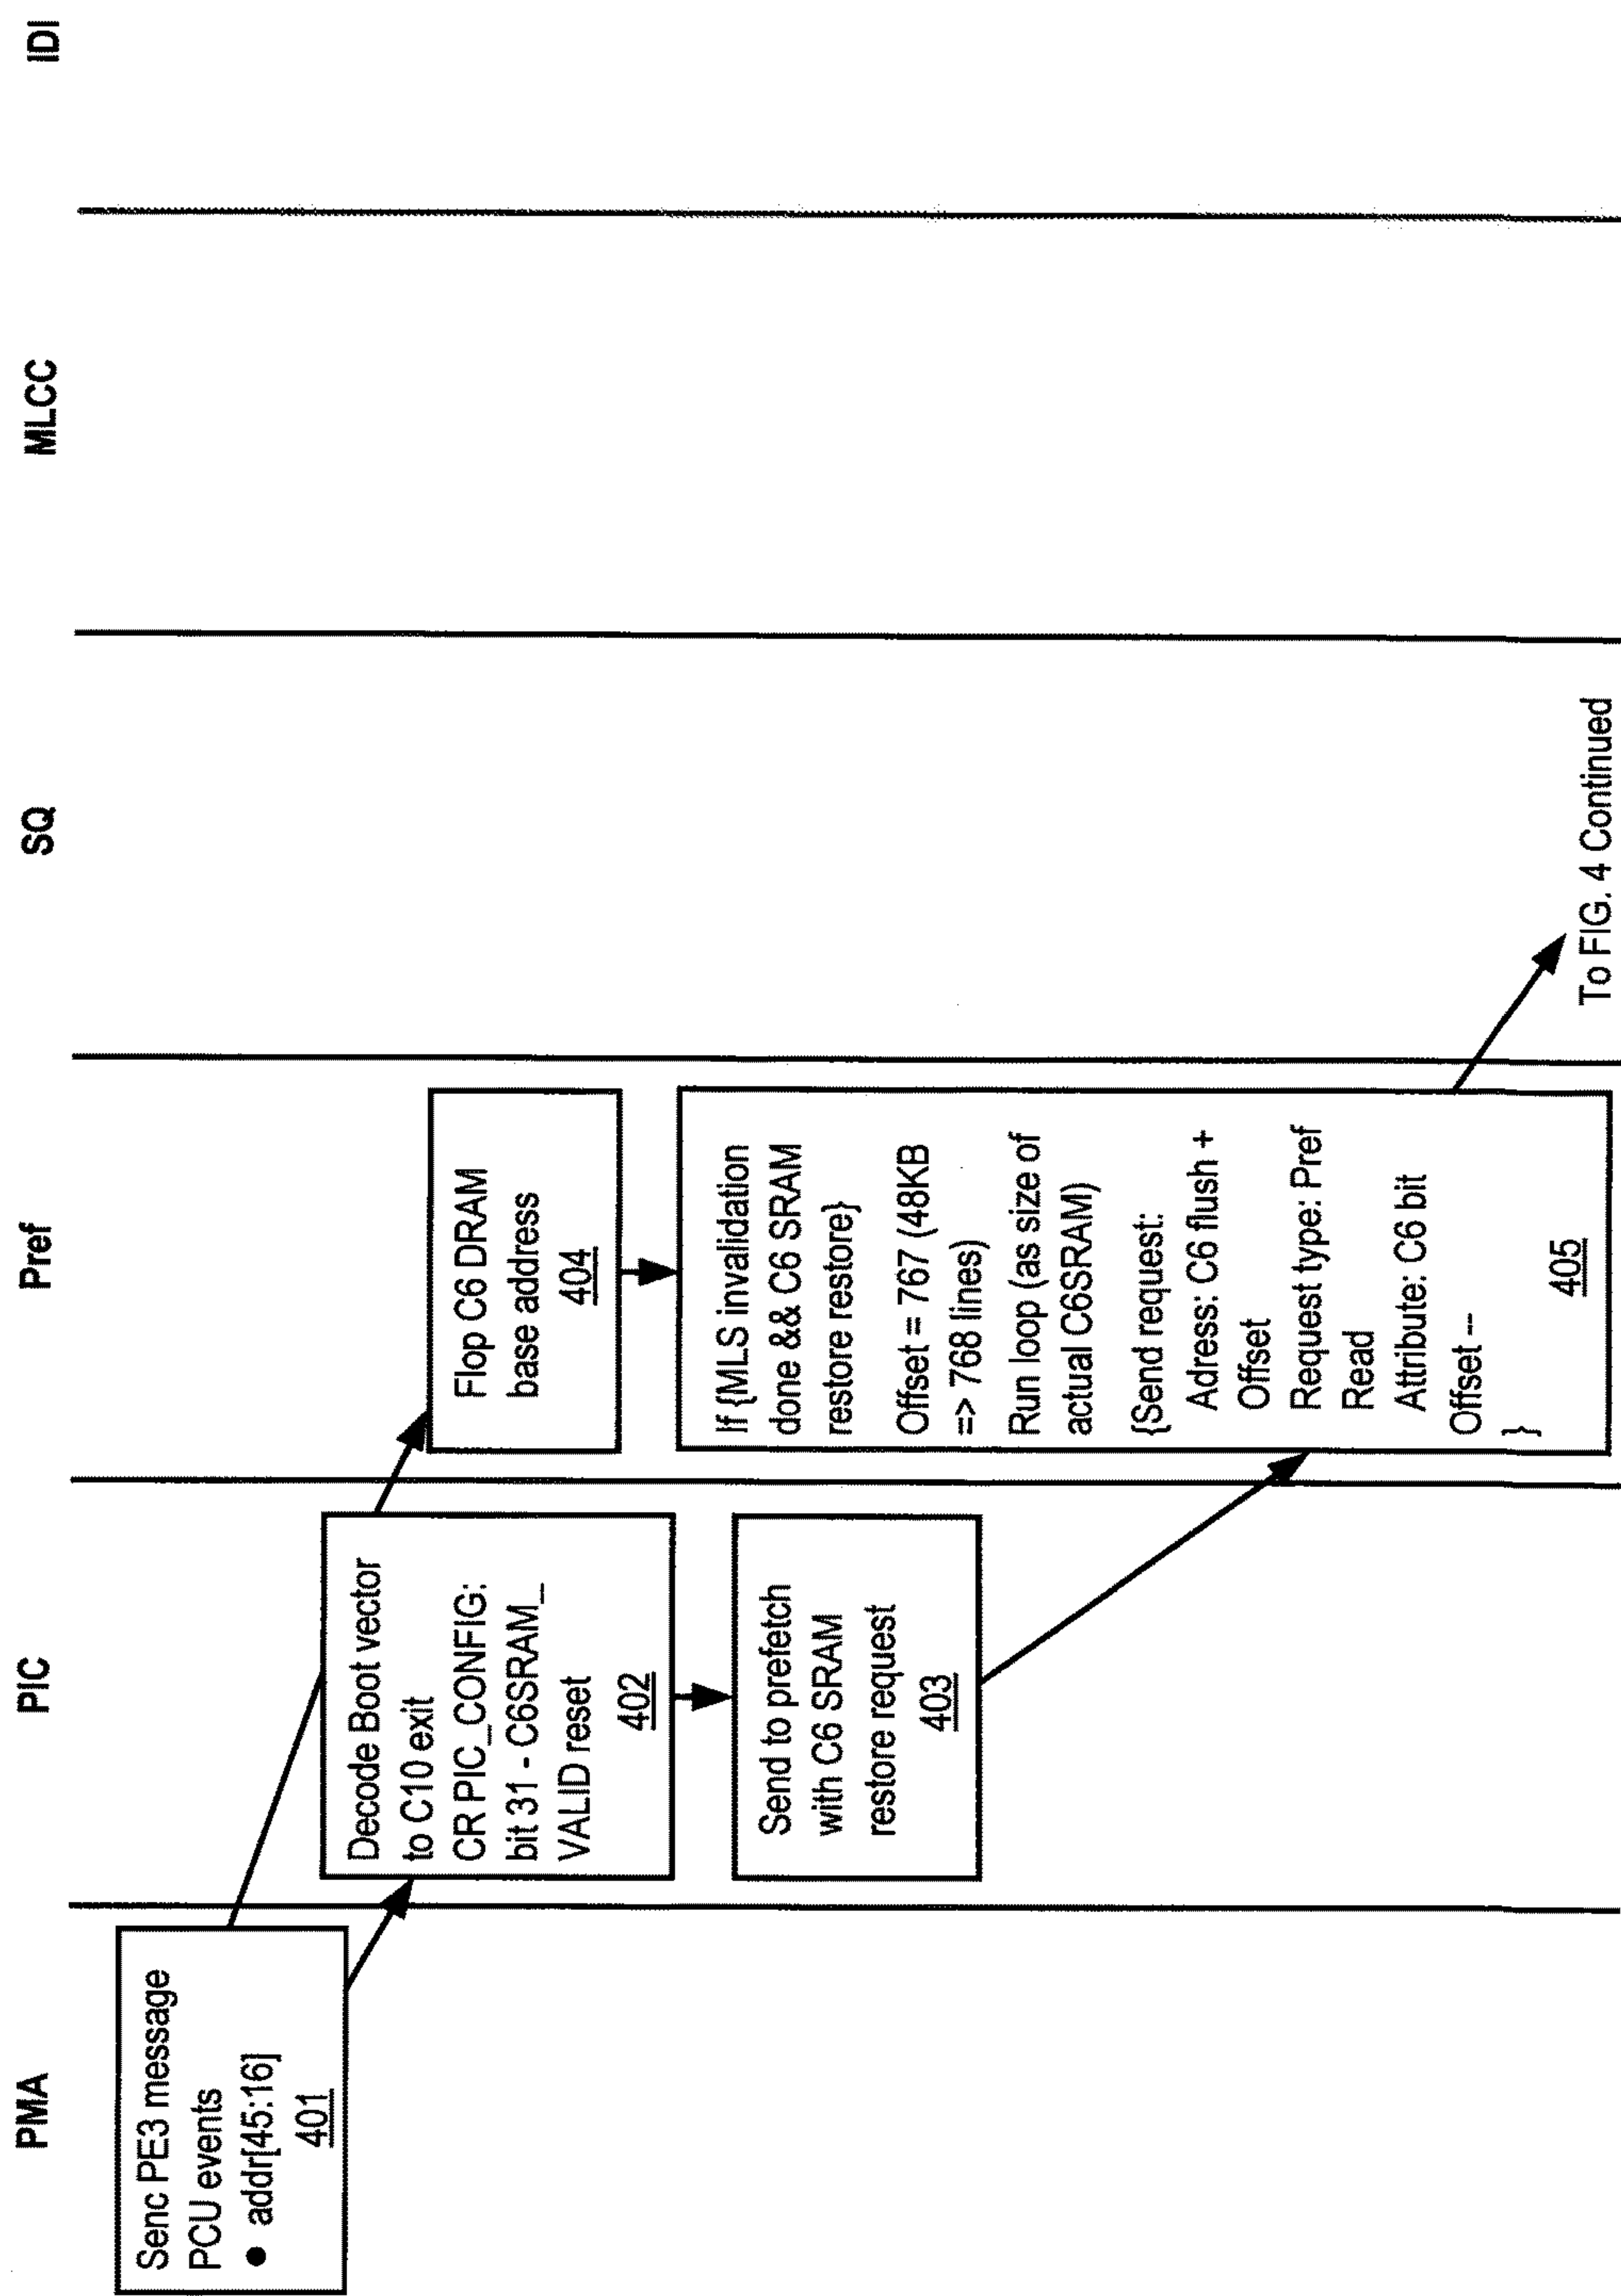 PMA
PIC
Pref
SQ
MLCC
IDI
Senc PE3 message
PCU events
● addr[45:16]
401
Decode Boot vector
to C10 exit
CR PIC_CONFIG:
bit 31 - C6SRAM_
VALID reset
402
Send to prefetch
with C6 SRAM
restore request
403
Flop C6 DRAM
base address
404
If {MLS invalidation
done && C6 SRAM
restore restore}
Offset = 767 (48KB
=> 768 lines)
Run loop (as size of
actual C6SRAM)
{Send request:
Adress: C6 flush +
Offset
Request type: Pref
Read
Attribute: C6 bit
Offset --
}
405
To FIG. 4 Continued